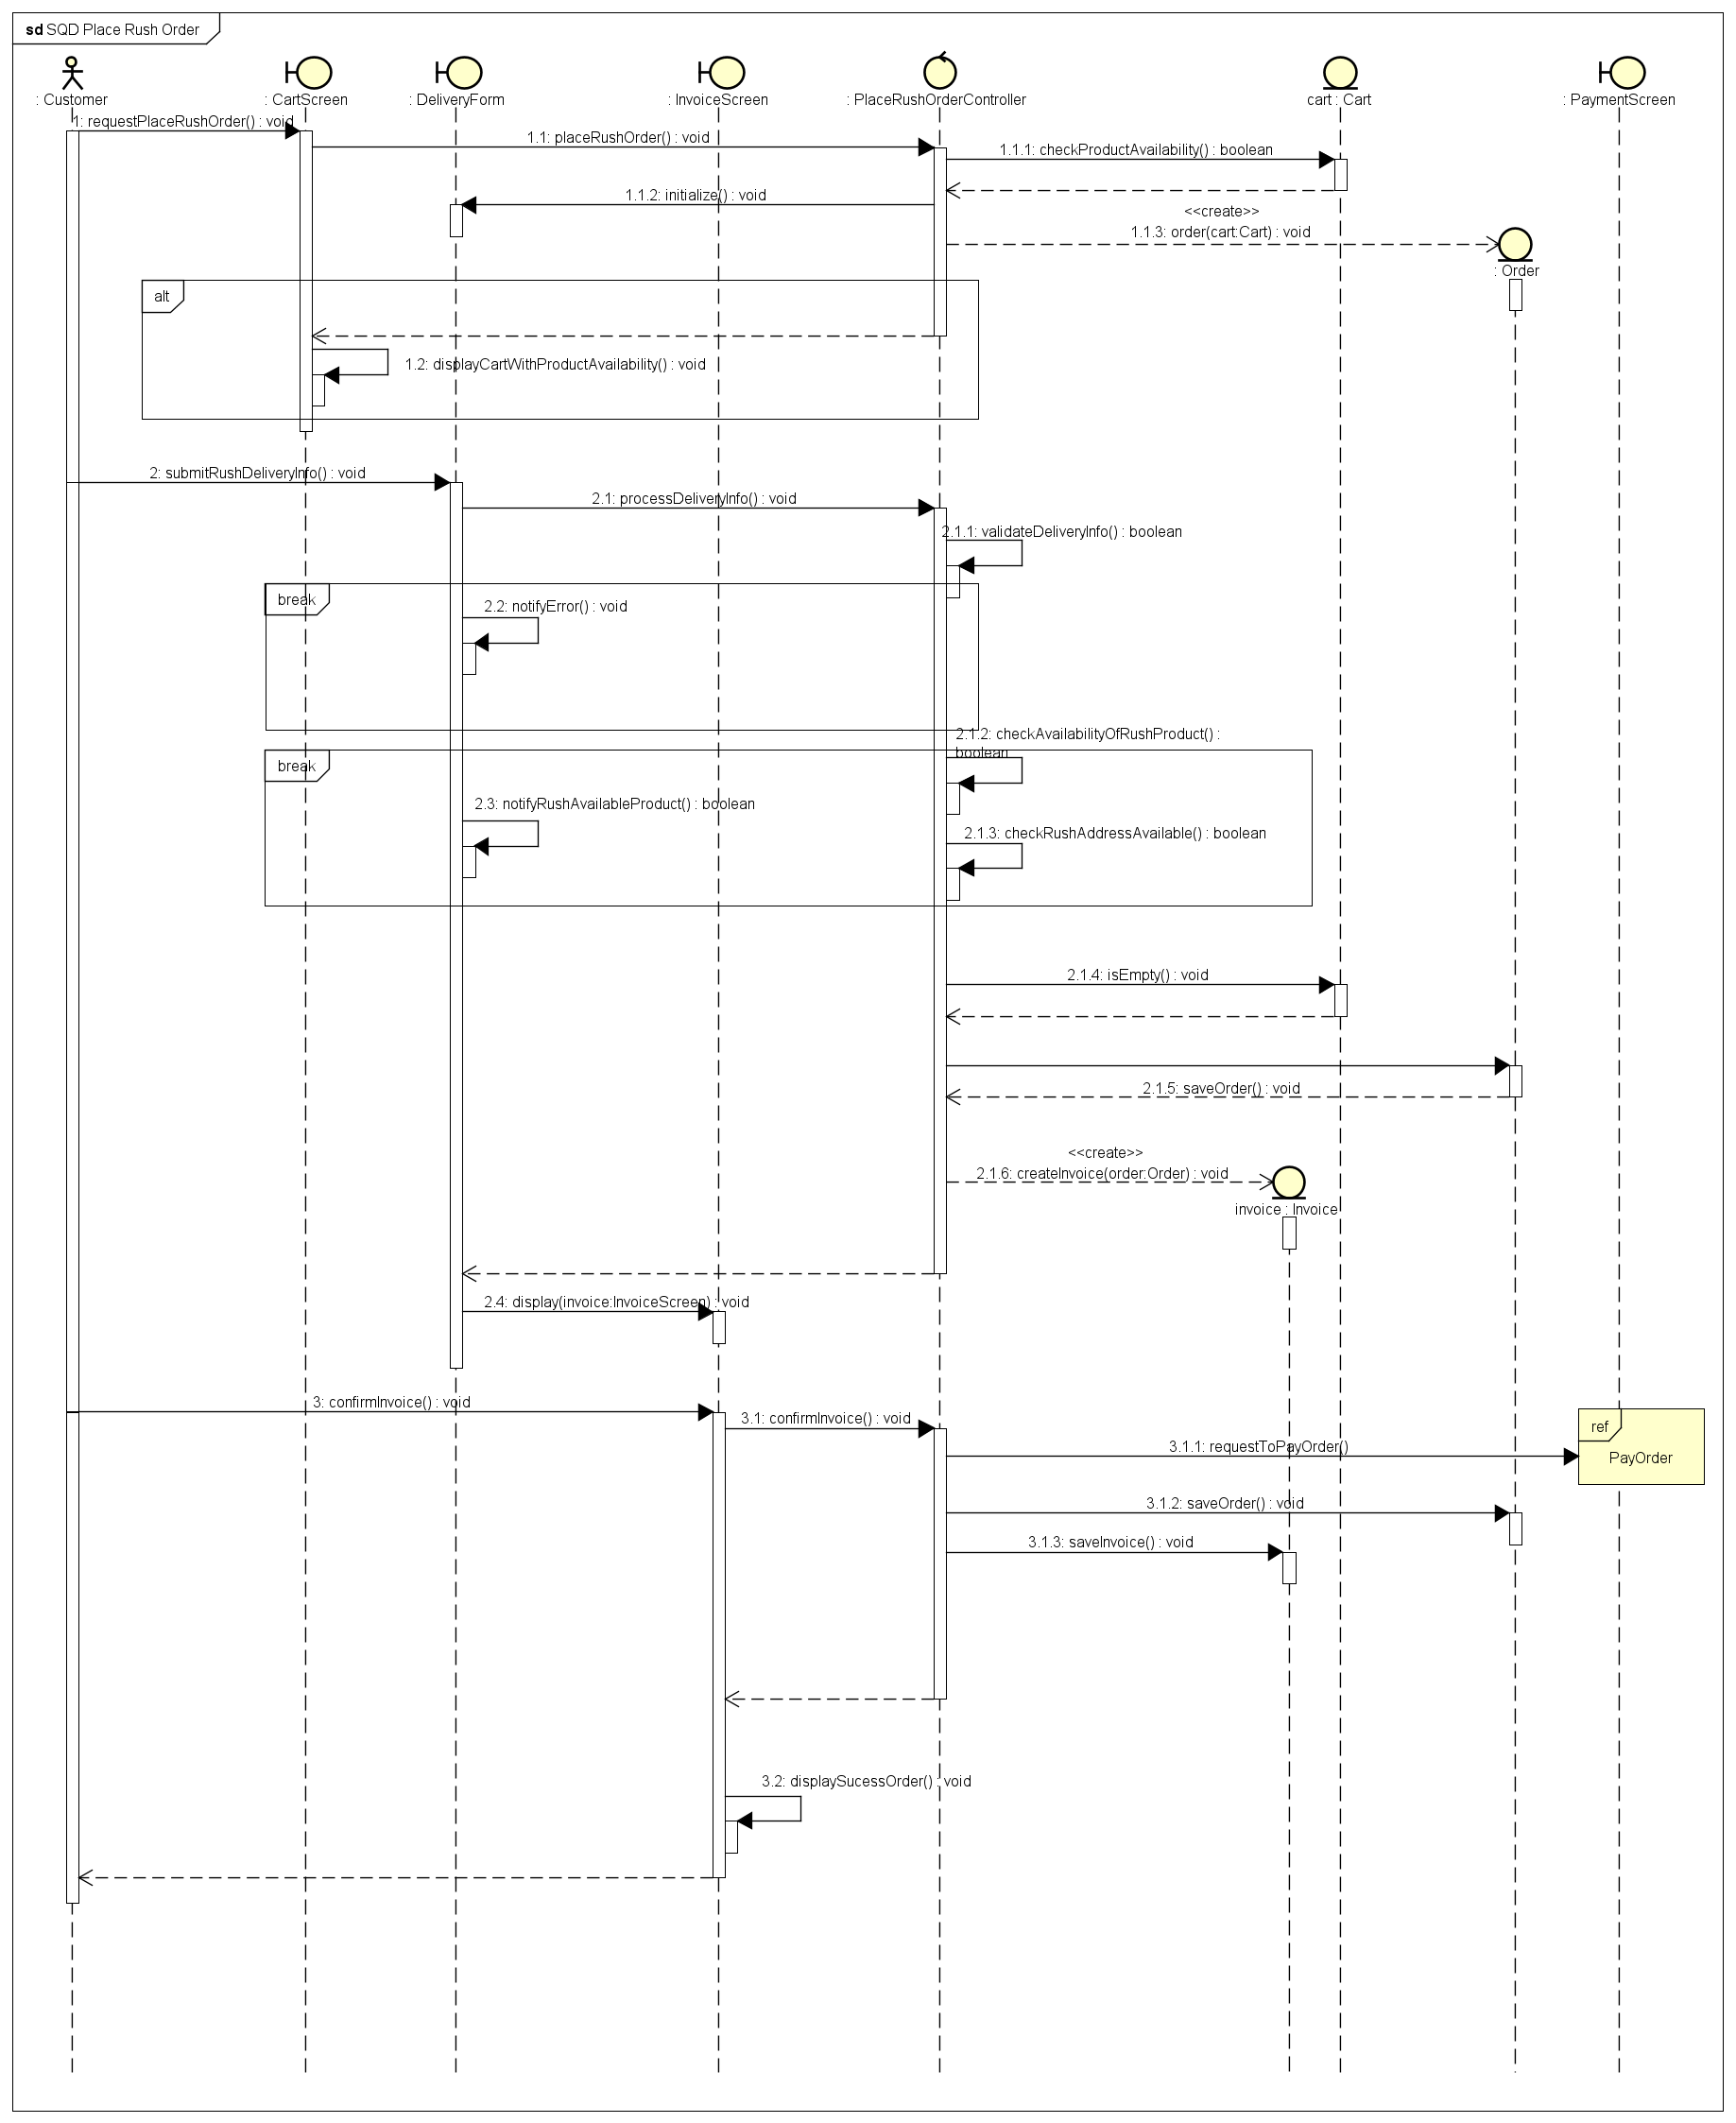 sd SQD Place Rush Order
: Customer
: CartScreen
: DeliveryForm
: InvoiceScreen
: PlaceRushOrderController
cart : Cart
: PaymentScreen
1: requestPlaceRushOrder() : void
1.1: placeRushOrder() : void
1.1.1: checkProductAvailability() : boolean
1.1.2: initialize() : void
<<create>>
1.1.3: order(cart:Cart) : void
: Order
alt
1.2: displayCartWithProductAvailability() : void
2: submitRushDeliveryInfo() : void
2.1: processDeliveryInfo() : void
2.1.1: validateDeliveryInfo() : boolean
break
2.2: notifyError() : void
2.1.2: checkAvailabilityOfRushProduct() :
boolean
break
2.3: notifyRushAvailableProduct() : boolean
2.1.3: checkRushAddressAvailable() : boolean
2.1.4: isEmpty() : void
2.1.5: saveOrder() : void
<<create>>
2.1.6: createInvoice(order:Order) : void
invoice : Invoice
2.4: display(invoice:InvoiceScreen) : void
3: confirmInvoice() : void
3.1: confirmInvoice() : void
ref
3.1.1: requestToPayOrder()
PayOrder
3.1.2: saveOrder() : void
3.1.3: saveInvoice() : void
3.2: displaySucessOrder() : void